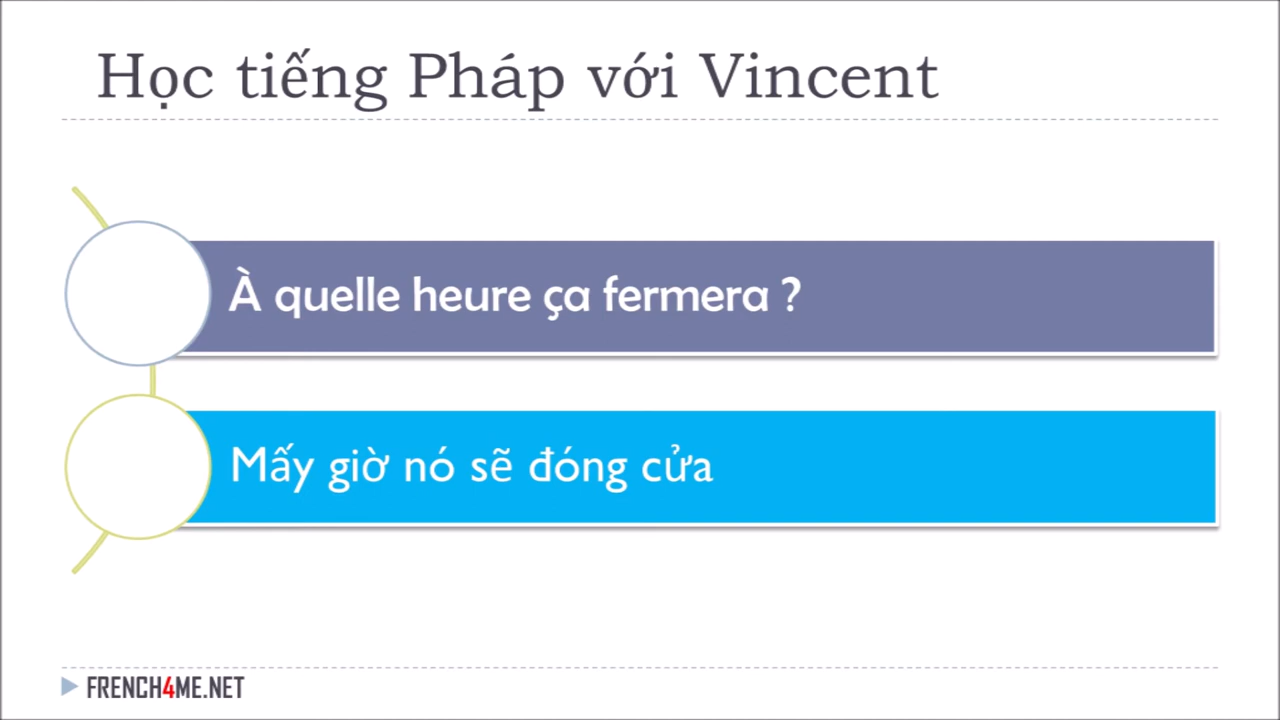 Học tiếng Pháp với Vincent
À quelle heure ça fermera ?
Mấy giờ nó sẽ đóng cửa
FRENCH4ME.NET